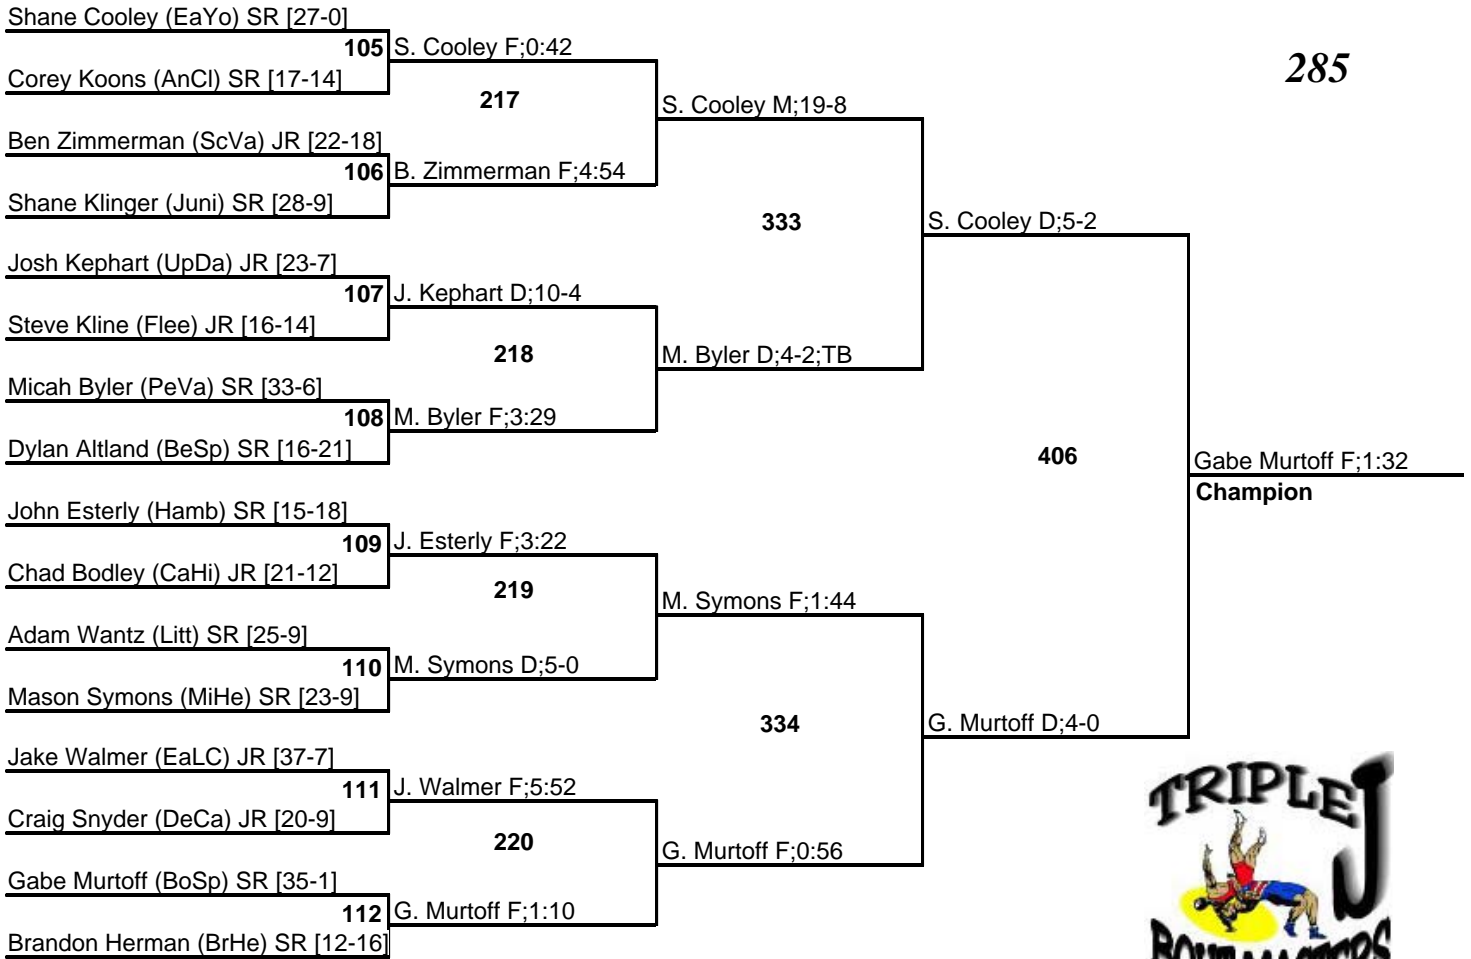 Shane Cooley (EaYo) SR [27-0]
105 S. Cooley F;0:42
285
Corey Koons (AnCl) SR [17-14]
217
S. Cooley M;19-8
Ben Zimmerman (ScVa) JR [22-18]
106 B. Zimmerman F;4:54
Shane Klinger (Juni) SR [28-9]
333
S. Cooley D;5-2
Josh Kephart (UpDa) JR [23-7]
107 J. Kephart D;10-4
Steve Kline (Flee) JR [16-14]
218
M. Byler D;4-2;TB
Micah Byler (PeVa) SR [33-6]
108 M. Byler F;3:29
Dylan Altland (BeSp) SR [16-21]
406
Gabe Murtoff F;1:32
Champion
John Esterly (Hamb) SR [15-18]
109 J. Esterly F;3:22
Chad Bodley (CaHi) JR [21-12]
219
M. Symons F;1:44
Adam Wantz (Litt) SR [25-9]
110 M. Symons D;5-0
Mason Symons (MiHe) SR [23-9]
334
G. Murtoff D;4-0
Jake Walmer (EaLC) JR [37-7]
111 J. Walmer F;5:52
Craig Snyder (DeCa) JR [20-9]
220
G. Murtoff F;0:56
Gabe Murtoff (BoSp) SR [35-1]
112 G. Murtoff F;1:10
Brandon Herman (BrHe) SR [12-16]
TRIPLE J
BOUT MASTERS